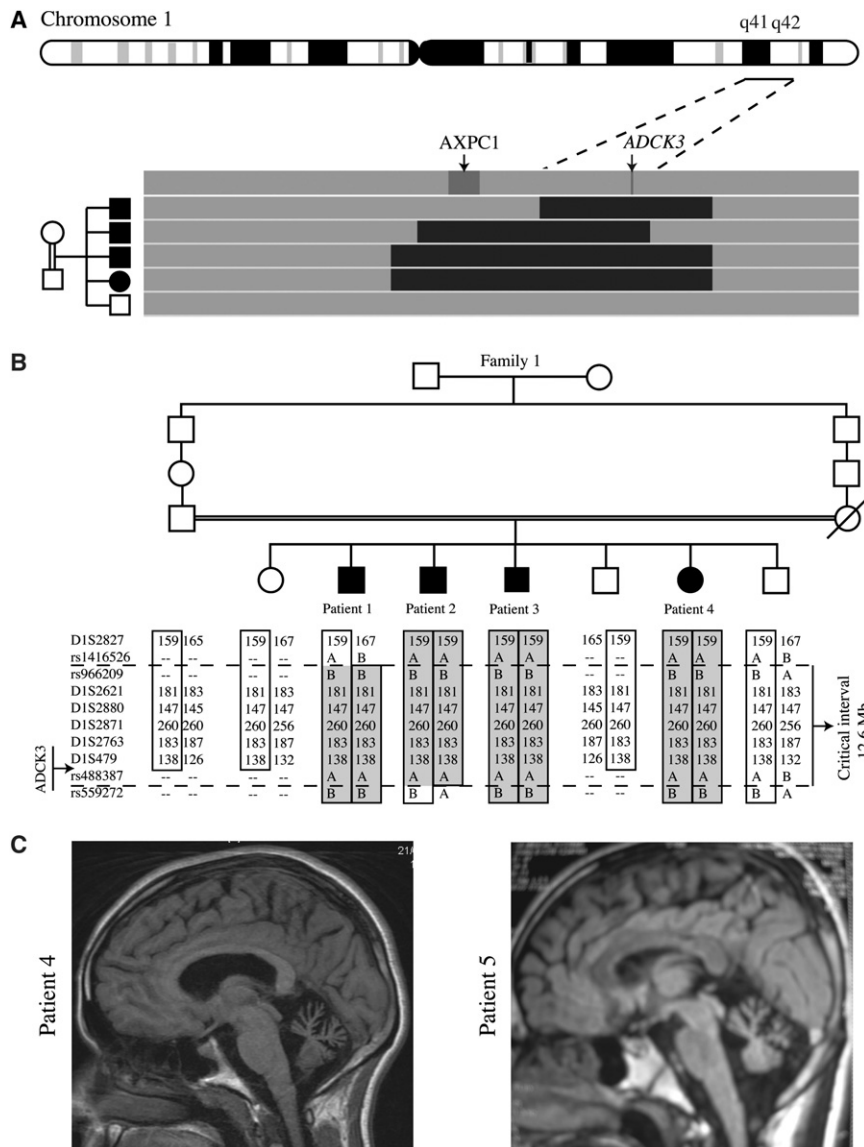 A
Chromosome 1
q41 q42
AXPC1
ADCK3
B
Family 1
Patient 1 Patient 2 Patient 3 Patient 4
D1S2827 159 165 159 167 159 167 159 159 159 159 165 159 159 159 159 167
rs1416526 -- -- -- -- A B A A A A -- -- A A A B
rs966209 -- -- -- -- B B B B B B -- -- B B B A
D1S2621 181 183 181 183 181 181 181 181 181 181 183 181 181 181 181 183
D1S2880 147 145 147 147 147 147 147 147 147 147 145 147 147 147 147 147
D1S2871 260 260 260 256 260 260 260 260 260 260 260 260 260 260 260 256
D1S2763 183 187 183 187 183 183 183 183 183 183 187 183 183 183 183 187
D1S479 138 126 138 132 138 138 138 138 138 138 126 138 138 138 138 132
rs488387 -- -- -- -- A A A A A A -- -- A A A B
rs559272 -- -- -- -- B B B A B B -- -- B B B A
ADCK3
Critical interval
12.6 Mb
C
Patient 4
21/
1
Patient 5